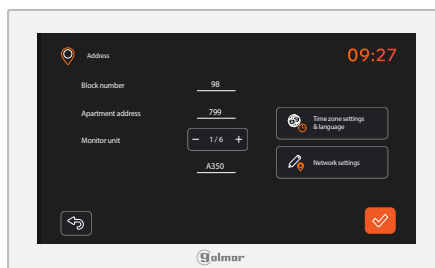 Address
09:27
Block number
98
Apartment address
799
Time zone settings
& language
Monitor unit
− 1 / 6 +
Network settings
A350
golmar